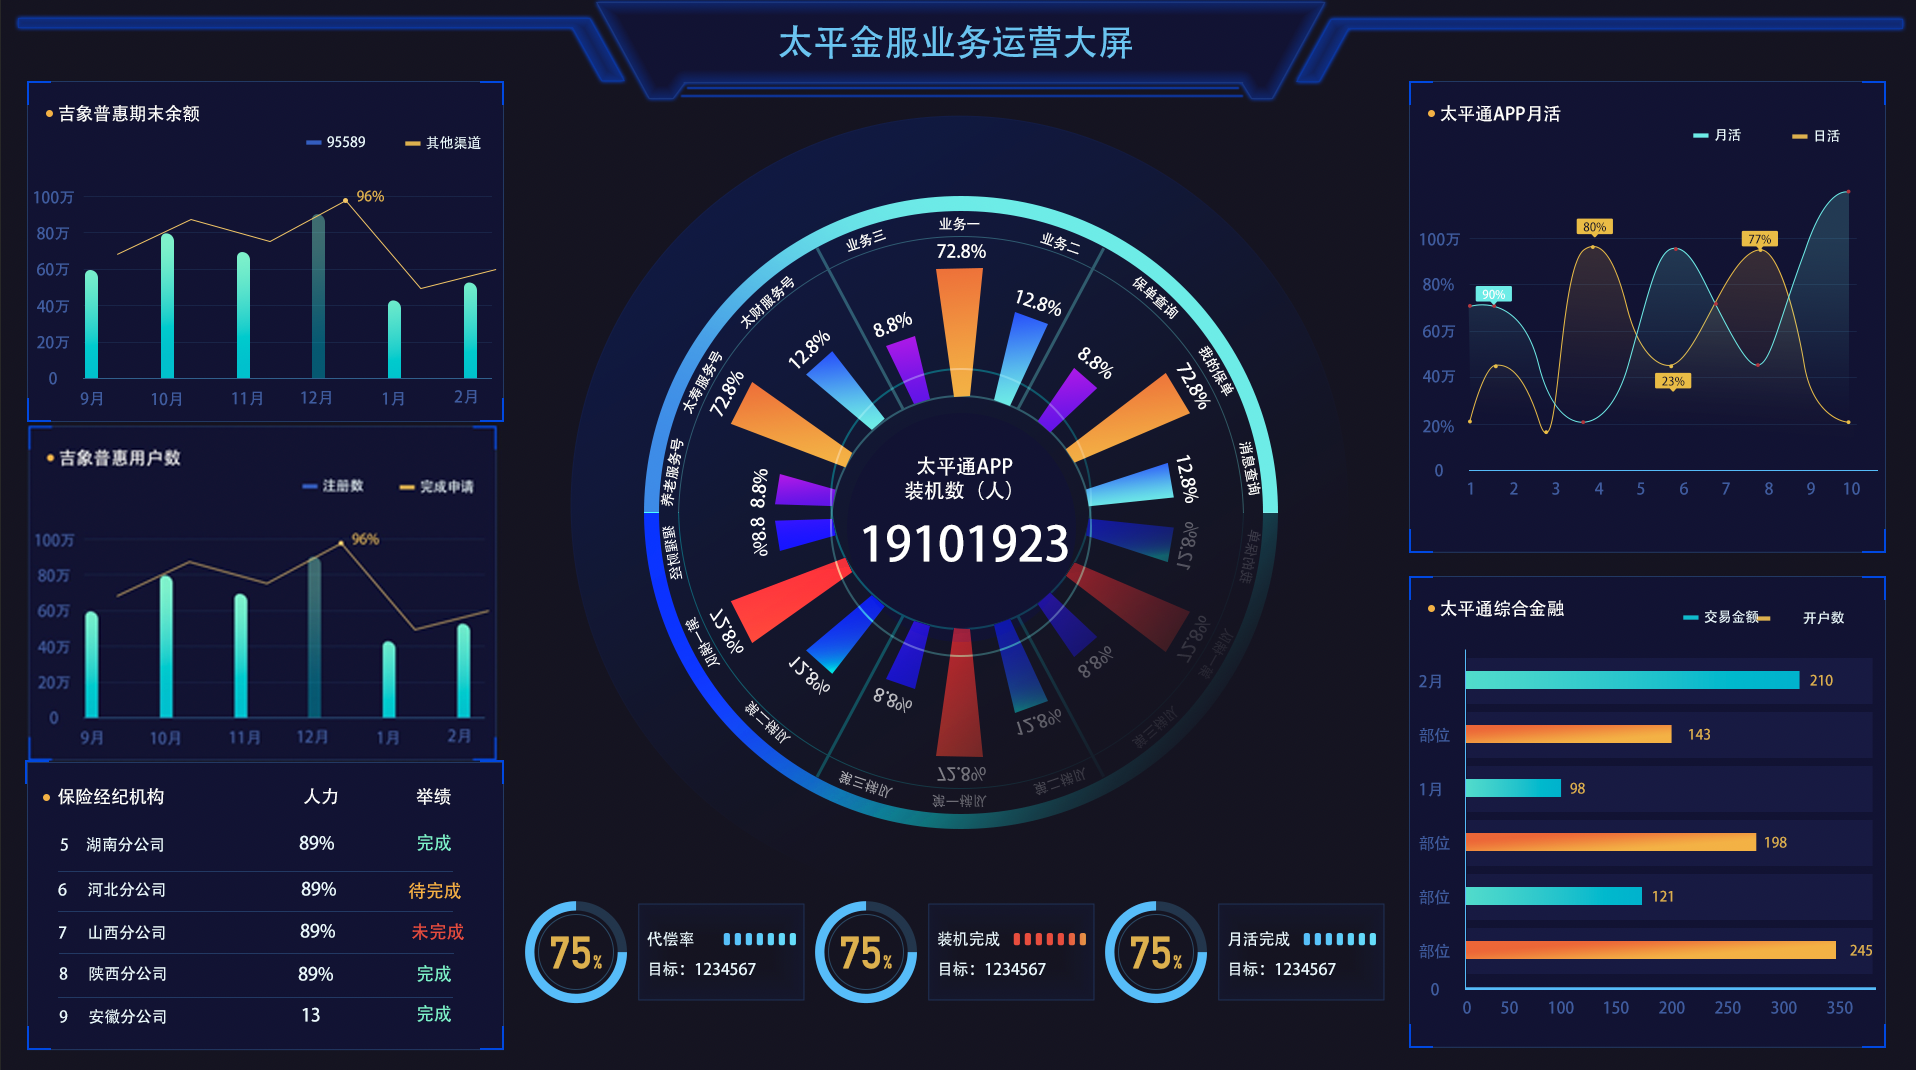 太平金服业务运营大屏
吉象普惠期末余额
95589
其他渠道
100万
80万
60万
40万
20万
0
96%
9月
10月
11月
12月
1月
2月
吉象普惠用户数
注册数
完成申请
100万
80万
60万
40万
20万
0
96%
9月
10月
11月
12月
1月
2月
保险经纪机构 人力 举绩
5 湖南分公司 89% 完成
6 河北分公司 89% 待完成
7 山西分公司 89% 未完成
8 陕西分公司 89% 完成
9 安徽分公司 13 完成
业务一
72.8%
业务二
12.8%
保单查询
8.8%
我的保单
72.8%
消息查询
12.8%
业务三
8.8%
太财服务号
12.8%
太寿服务号
72.8%
养老服务号
8.8%
太平通APP
装机数（人）
19101923
8.8%
72.8%
12.8%
8.8%
72.8%
12.8%
8.8%
72.8%
12.8%
75%
代偿率
目标：1234567
75%
装机完成
目标：1234567
75%
月活完成
目标：1234567
太平通APP月活
月活
日活
100万
80%
60万
40万
20%
0
90%
80%
23%
77%
1 2 3 4 5 6 7 8 9 10
太平通综合金融
交易金额
开户数
2月 210
部位 143
1月 98
部位 198
部位 121
部位 245
0
0 50 100 150 200 250 300 350